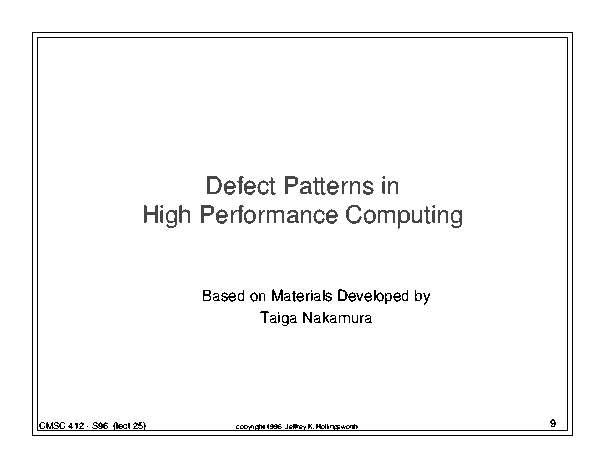 Defect Patterns in
High Performance Computing
Based on Materials Developed by
Taiga Nakamura
CMSC 412 - S96 (lect 25)
copyright 1996 Jeffrey K. Hollingsworth
9